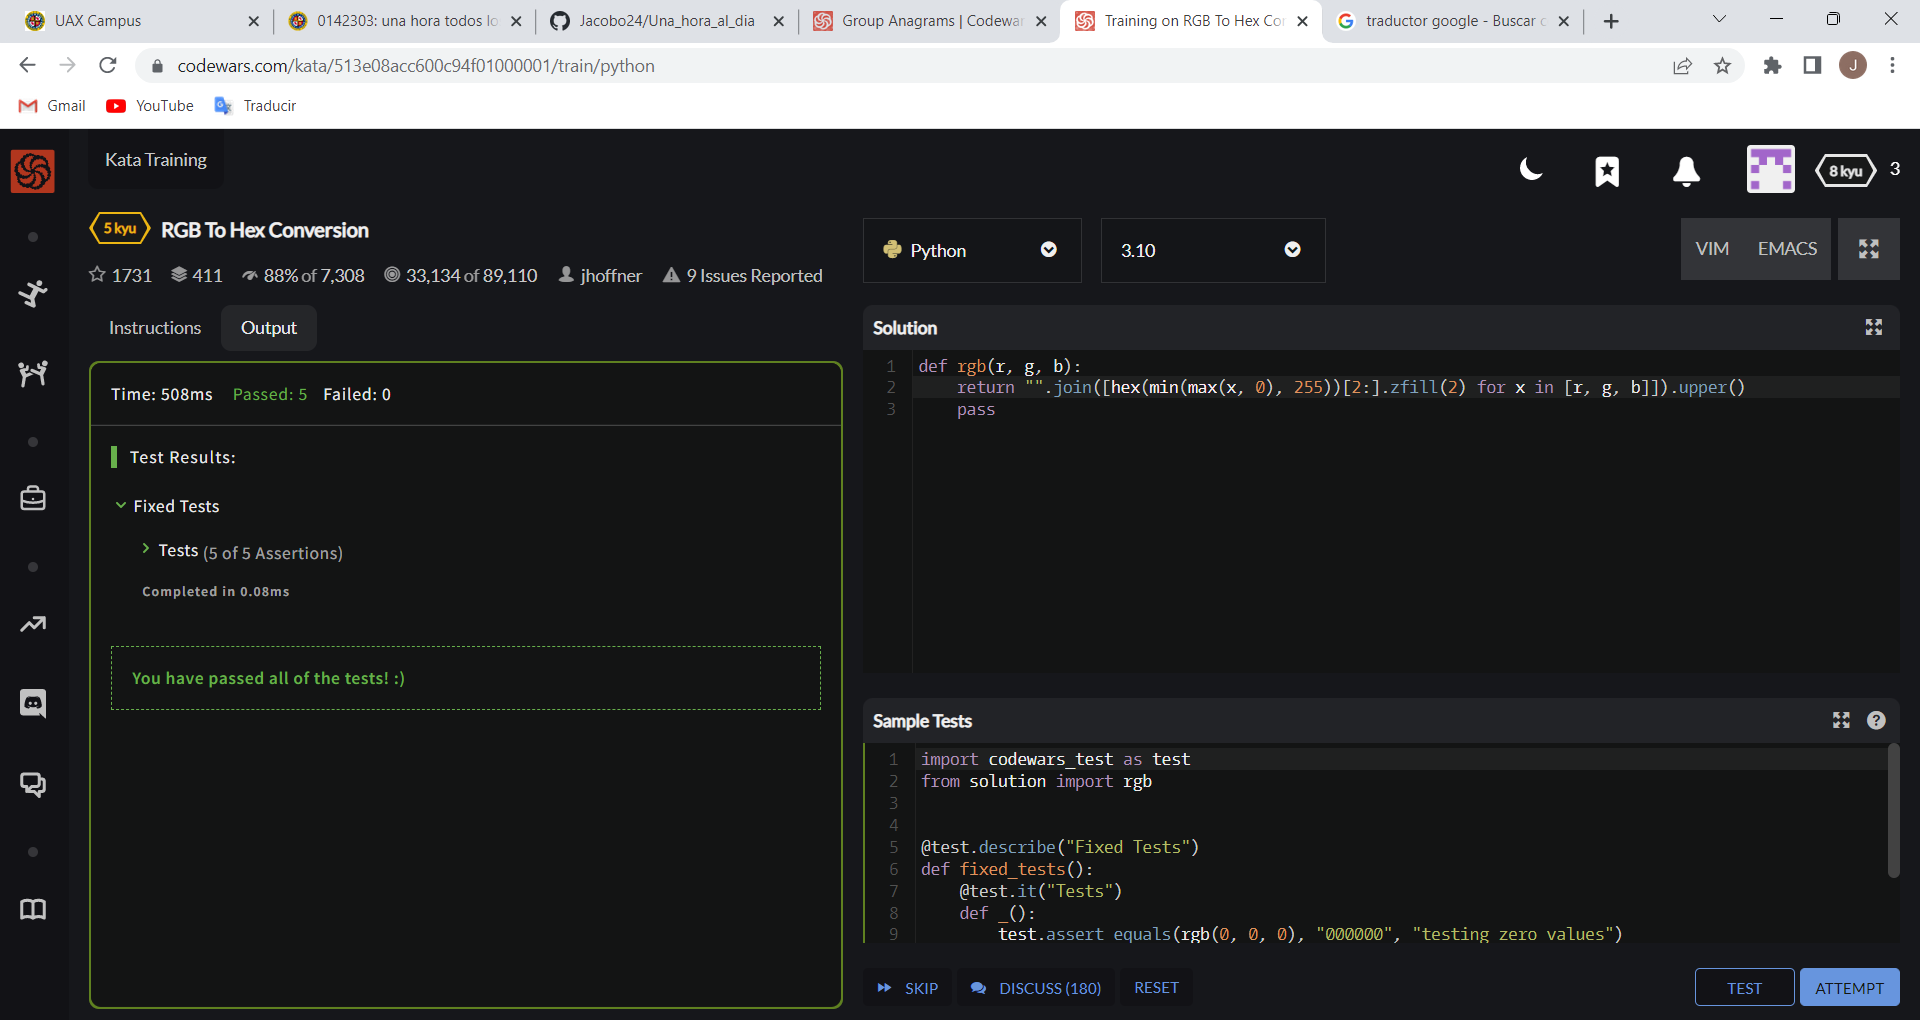 UAX Campus
0142303: una hora todos lo
Jacobo24/Una_hora_al_dia
Group Anagrams | Codewar
Training on RGB To Hex Con
traductor google - Buscar c
codewars.com/kata/513e08acc600c94f01000001/train/python
J
Gmail
YouTube
Traducir
Kata Training
8 kyu
3
5 kyu
RGB To Hex Conversion
1731
411
88% of 7,308
33,134 of 89,110
jhoffner
9 Issues Reported
Python
3.10
VIM
EMACS
Instructions
Output
Time: 508ms Passed: 5 Failed: 0
Test Results:
Fixed Tests
Tests (5 of 5 Assertions)
Completed in 0.08ms
You have passed all of the tests! :)
Solution
1 def rgb(r, g, b):
2 return "".join([hex(min(max(x, 0), 255))[2:].zfill(2) for x in [r, g, b]]).upper()
3 pass
Sample Tests
?
1 import codewars_test as test
2 from solution import rgb
3
4
5 @test.describe("Fixed Tests")
6 def fixed_tests():
7 @test.it("Tests")
8 def _():
9 test.assert_equals(rgb(0, 0, 0), "000000", "testing zero values")
SKIP
DISCUSS (180)
RESET
TEST
ATTEMPT